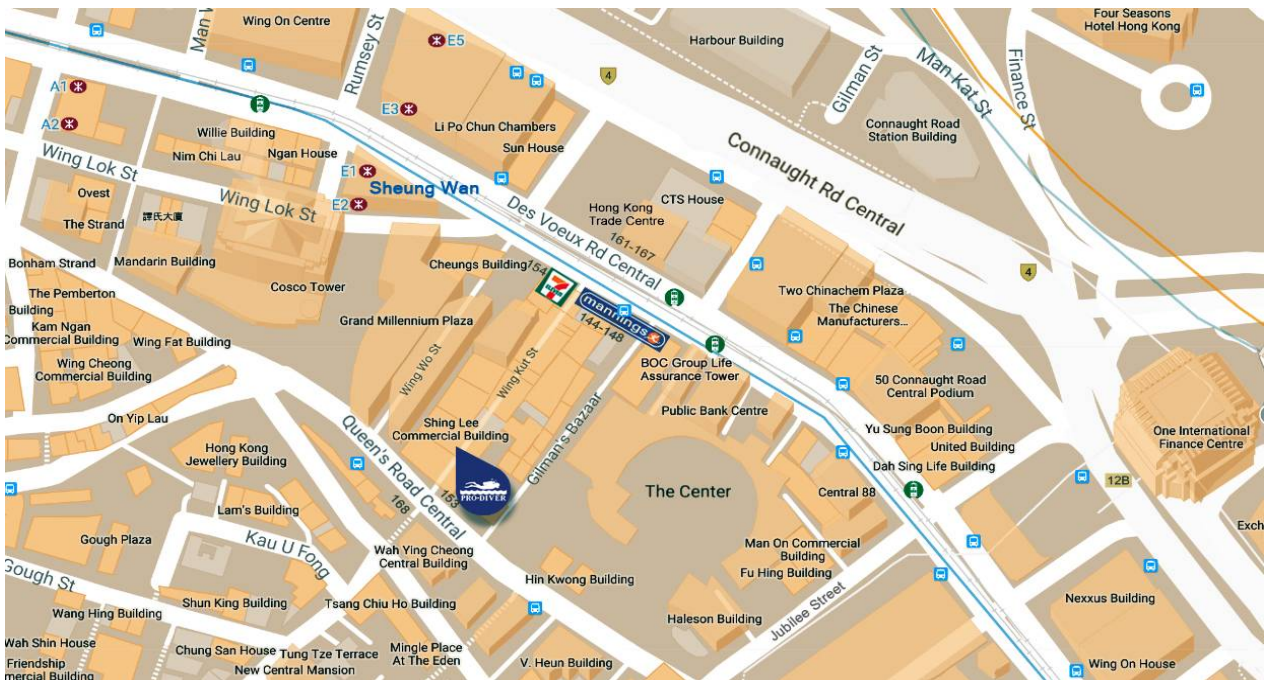 Wing On Centre
Man W
Rumsey St
E5
Harbour Building
Gilman St
Man Kat St
Finance St
Four Seasons
Hotel Hong Kong
4
A1
A2
E3
Li Po Chun Chambers
Sun House
Connaught Road
Station Building
Willie Building
Nim Chi Lau
Ngan House
E1
Sheung Wan
E2
Wing Lok St
Wing Lok St
Connaught Rd Central
Ovest
The Strand
譚氏大廈
Mandarin Building
Cosco Tower
Des Voeux Rd Central
Hong Kong
Trade Centre
161-167
CTS House
4
Bonham Strand
The Pemberton
Building
Kam Ngan
Commercial Building
Wing Fat Building
Wing Cheong
Commercial Building
Cheungs Building
154
7
ELEVEN
mannings
144-148
Grand Millennium Plaza
Wing Wo St
Wing Kut St
Two Chinachem Plaza
The Chinese
Manufacturers...
BOC Group Life
Assurance Tower
Public Bank Centre
50 Connaught Road
Central Podium
Yu Sung Boon Building
United Building
Dah Sing Life Building
One International
Finance Centre
On Yip Lau
Hong Kong
Jewellery Building
Shing Lee
Commercial Building
Queen's Road Central
Gilman's Bazaar
PRO-DIVER
153
168
The Center
Central 88
12B
Lam's Building
Gough Plaza
Kau U Fong
Gough St
Wah Ying Cheong
Central Building
Hin Kwong Building
Man On Commercial
Building
Fu Hing Building
Exch
Wang Hing Building
Shun King Building
Tsang Chiu Ho Building
Haleson Building
Jubilee Street
Nexxus Building
Wah Shin House
Friendship
mercial Building
Chung San House
Tung Tze Terrace
New Central Mansion
Mingle Place
At The Eden
V. Heun Building
Wing On House